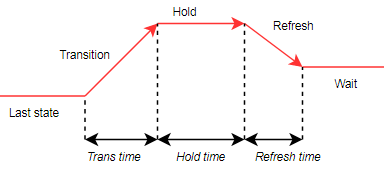 Hold
Refresh
Transition
Wait
Last state
Trans time
Hold time
Refresh time